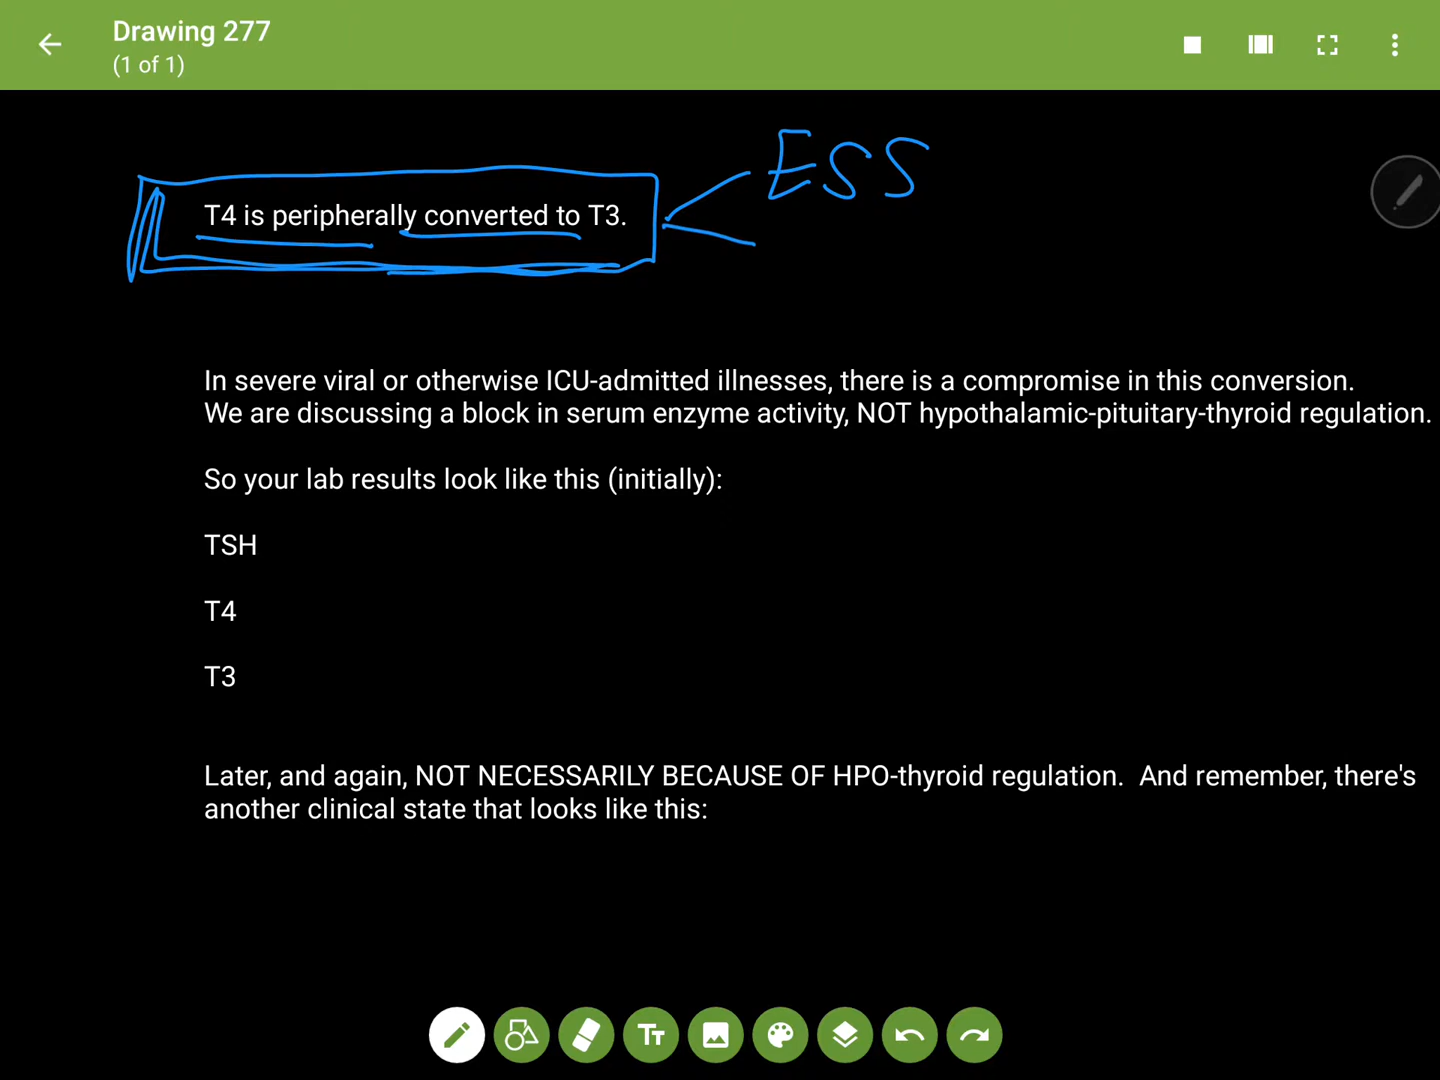 Drawing 277
(1 of 1)
ESS
T4 is peripherally converted to T3.
In severe viral or otherwise ICU-admitted illnesses, there is a compromise in this conversion.
We are discussing a block in serum enzyme activity, NOT hypothalamic-pituitary-thyroid regulation.
So your lab results look like this (initially):
TSH
T4
T3
Later, and again, NOT NECESSARILY BECAUSE OF HPO-thyroid regulation.  And remember, there's
another clinical state that looks like this:
Tт